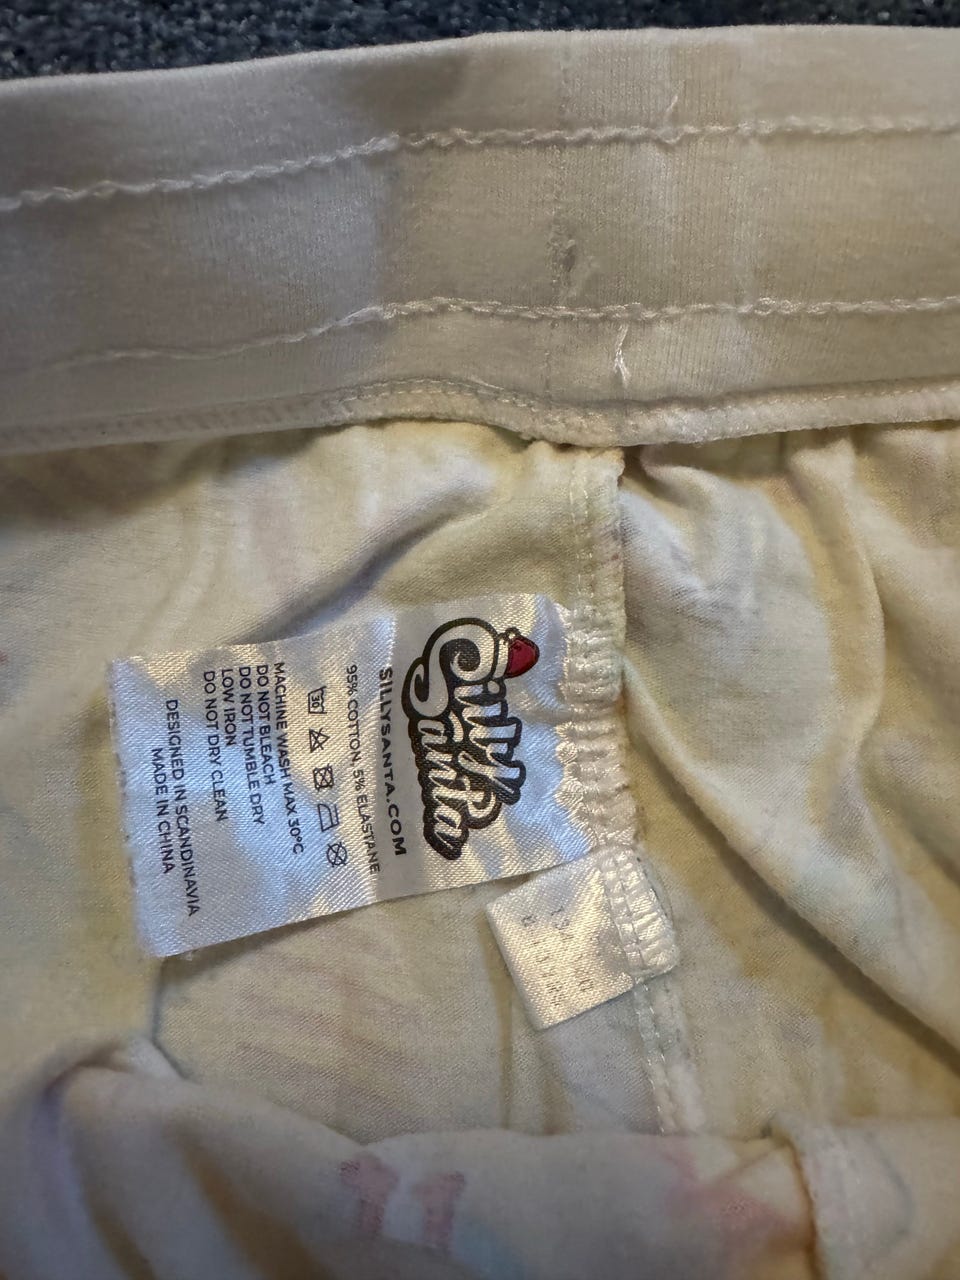 Silly
Santa
SILLYSANTA.COM
95% COTTON, 5% ELASTANE
30
MACHINE WASH MAX 30°C
DO NOT BLEACH
DO NOT TUMBLE DRY
LOW IRON
DO NOT DRY CLEAN
DESIGNED IN SCANDINAVIA
MADE IN CHINA